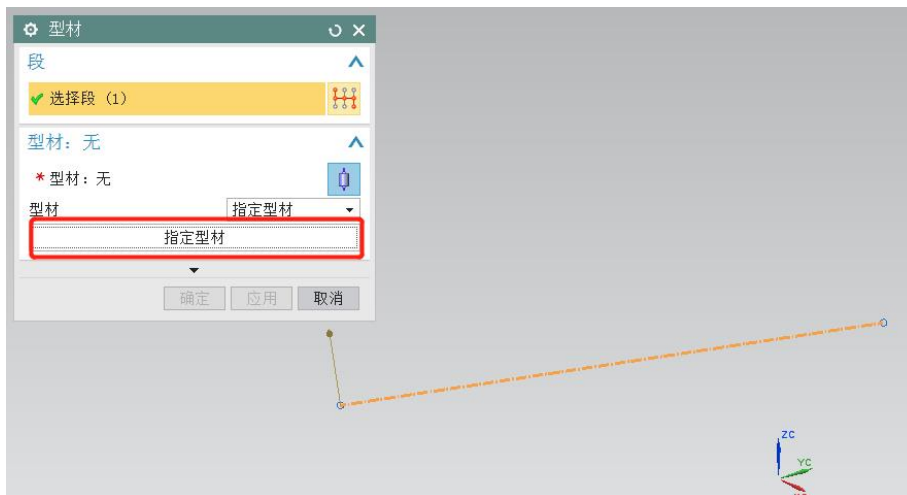 型材
段
选择段 (1)
型材: 无
* 型材: 无
型材 指定型材
指定型材
确定 应用 取消
ZC
YC